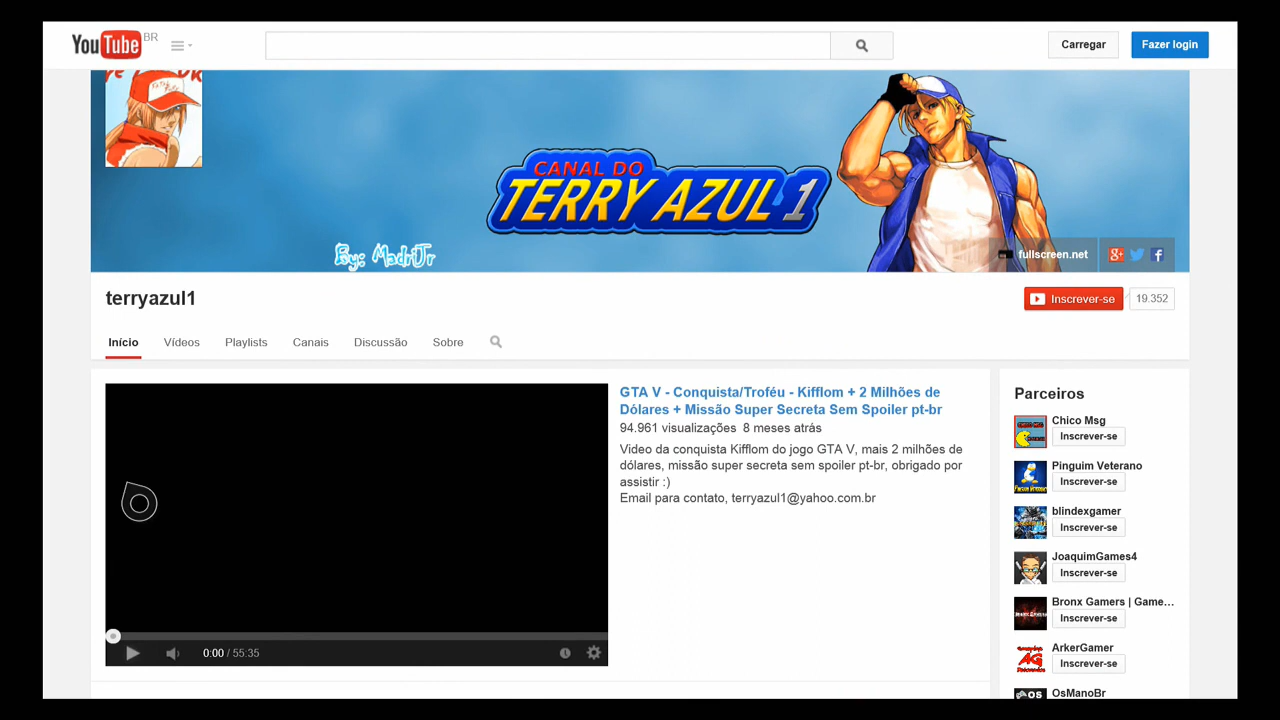 YouTube BR
Carregar
Fazer login
CANAL DO
TERRY AZUL 1
By: MadriJr
fullscreen.net
terryazul1
Inscrever-se
19.352
Início
Vídeos
Playlists
Canais
Discussão
Sobre
GTA V - Conquista/Troféu - Kifflom + 2 Milhões de
Dólares + Missão Super Secreta Sem Spoiler pt-br
94.961 visualizações 8 meses atrás
Video da conquista Kifflom do jogo GTA V, mais 2 milhões de
dólares, missão super secreta sem spoiler pt-br, obrigado por
assistir :)
Email para contato, terryazul1@yahoo.com.br
0:00 / 55:35
Parceiros
Chico Msg
Inscrever-se
Pinguim Veterano
Inscrever-se
blindexgamer
Inscrever-se
JoaquimGames4
Inscrever-se
Bronx Gamers | Game...
Inscrever-se
ArkerGamer
Inscrever-se
OsManoBr